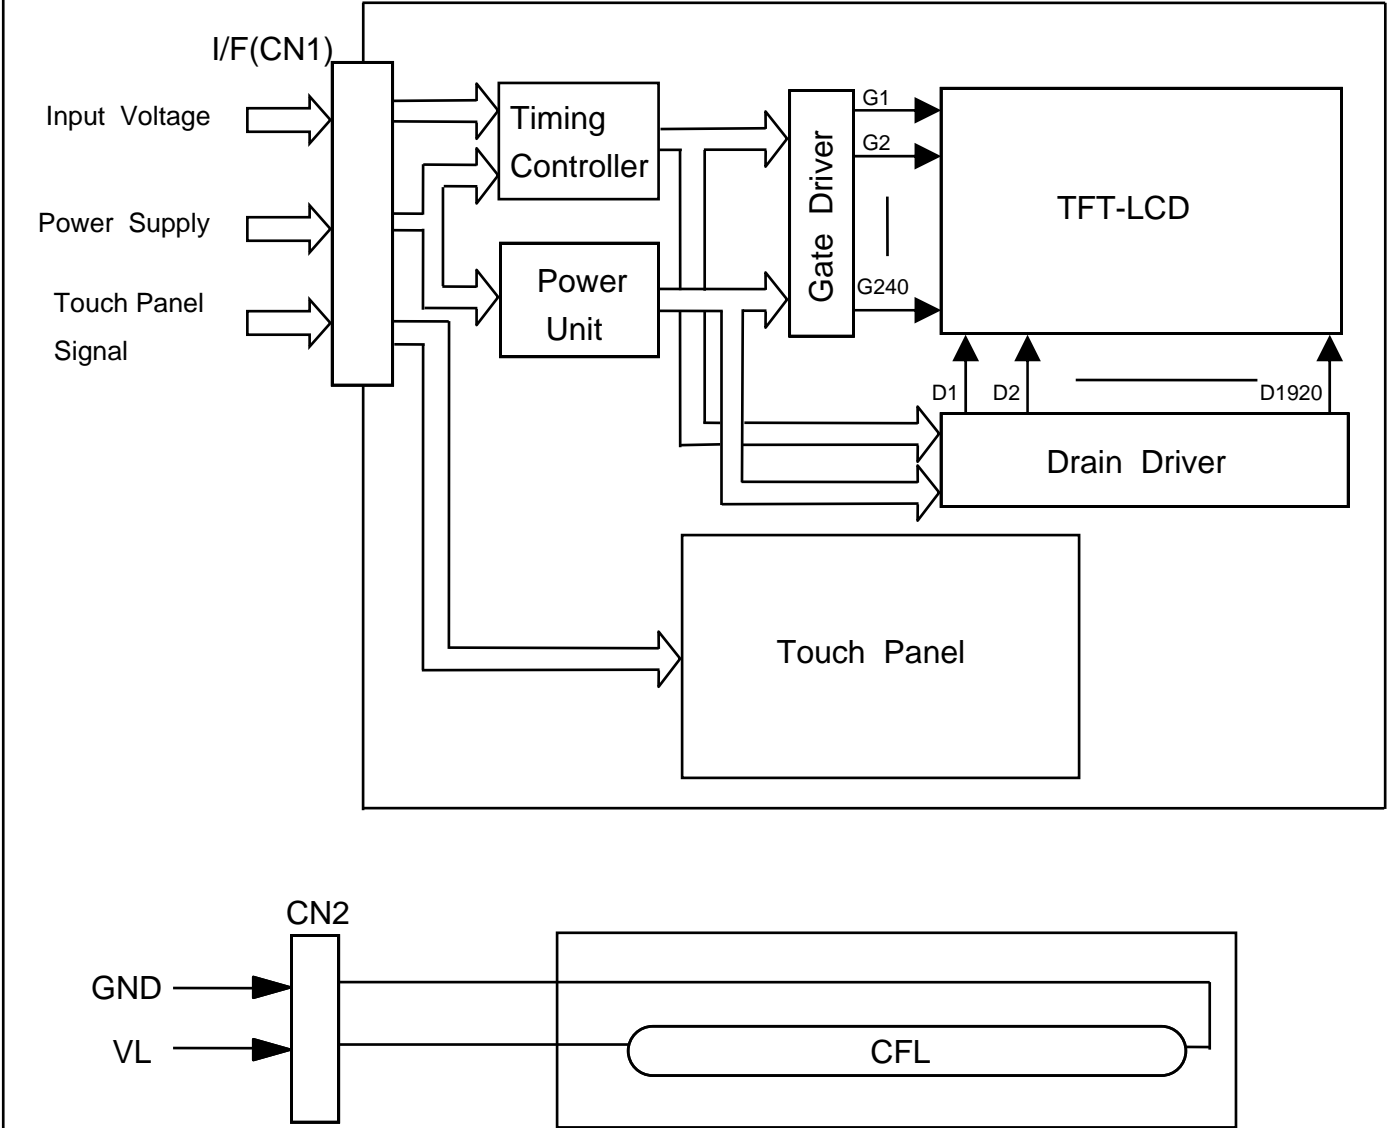 I/F(CN1)
Input Voltage
Power Supply
Touch Panel
Signal
Timing
Controller
Power
Unit
Gate Driver
G1
G2
G240
TFT-LCD
D1
D2
D1920
Drain Driver
Touch Panel
CN2
GND
VL
CFL